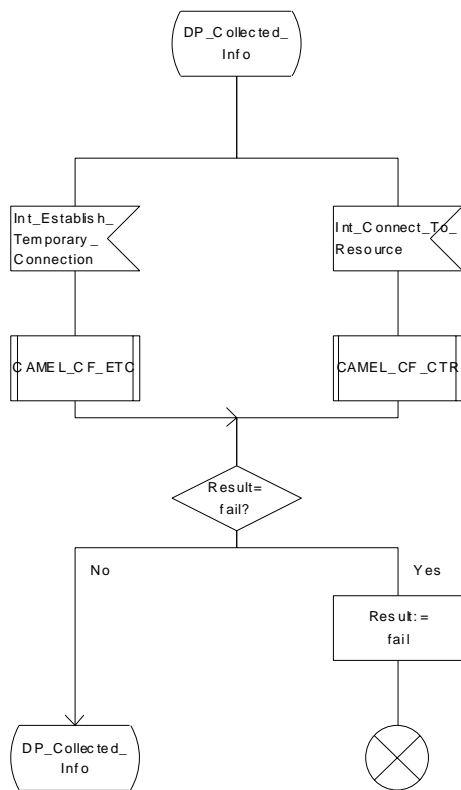 DP_Collected_
Info
Int_Establish_
Temporary_
Connection
Int_Connect_To_
Resource
CAMEL_CF_ETC
CAMEL_CF_CTR
Result=
fail?
No
Yes
Result:=
fail
DP_Collected_
Info